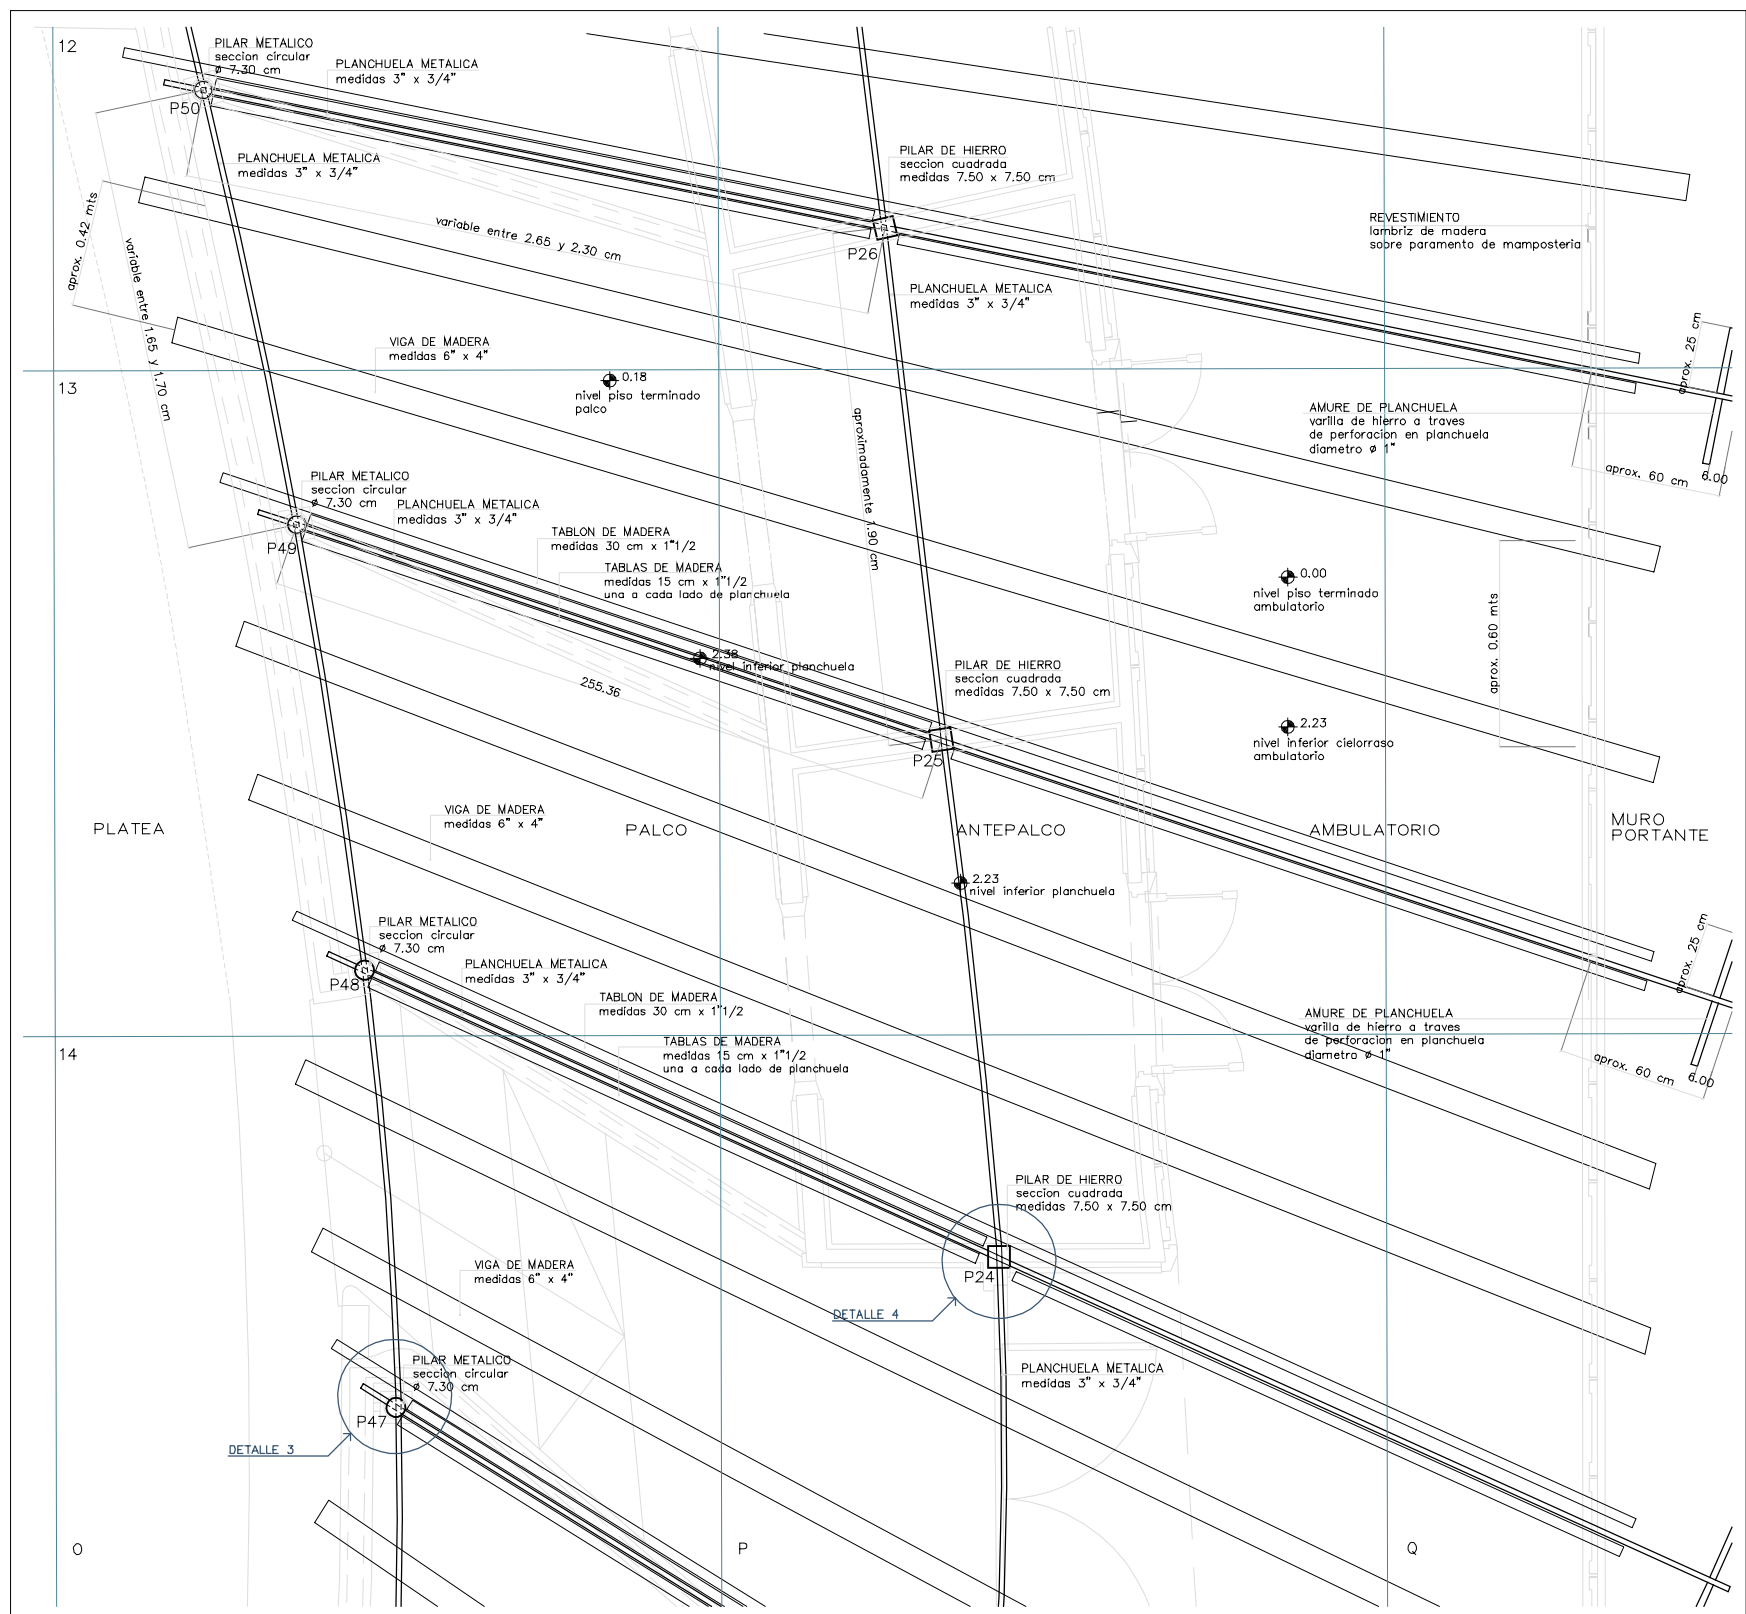 12
PILAR METALICO
seccion circular
ø 7.30 cm
PLANCHUELA METALICA
medidas 3" x 3/4"
P50
PLANCHUELA METALICA
medidas 3" x 3/4"
PILAR DE HIERRO
seccion cuadrada
medidas 7.50 x 7.50 cm
aprox. 0.42 mts
variable entre 1.65 y 1.70 cm
variable entre 2.65 y 2.30 cm
P26
REVESTIMIENTO
lambriz de madera
sobre paramento de mamposteria
PLANCHUELA METALICA
medidas 3" x 3/4"
VIGA DE MADERA
medidas 6" x 4"
aprox. 25 cm
13
0.18
nivel piso terminado
palco
aproximadamente 1.90 cm
AMURE DE PLANCHUELA
varilla de hierro a traves
de perforacion en planchuela
diametro ø 1"
aprox. 60 cm
6.00
PILAR METALICO
seccion circular
ø 7.30 cm
PLANCHUELA METALICA
medidas 3" x 3/4"
P49
TABLON DE MADERA
medidas 30 cm x 1"1/2
TABLAS DE MADERA
medidas 15 cm x 1"1/2
una a cada lado de planchuela
0.00
nivel piso terminado
ambulatorio
aprox. 0.60 mts
2.38
nivel inferior planchuela
255.36
PILAR DE HIERRO
seccion cuadrada
medidas 7.50 x 7.50 cm
P25
2.23
nivel inferior cielorraso
ambulatorio
VIGA DE MADERA
medidas 6" x 4"
PLATEA
PALCO
ANTEPALCO
AMBULATORIO
MURO
PORTANTE
2.23
nivel inferior planchuela
PILAR METALICO
seccion circular
ø 7.30 cm
P48
PLANCHUELA METALICA
medidas 3" x 3/4"
TABLON DE MADERA
medidas 30 cm x 1"1/2
TABLAS DE MADERA
medidas 15 cm x 1"1/2
una a cada lado de planchuela
aprox. 25 cm
AMURE DE PLANCHUELA
varilla de hierro a traves
de perforacion en planchuela
diametro ø 1"
aprox. 60 cm
6.00
14
PILAR DE HIERRO
seccion cuadrada
medidas 7.50 x 7.50 cm
P24
VIGA DE MADERA
medidas 6" x 4"
DETALLE 4
PILAR METALICO
seccion circular
ø 7.30 cm
P47
PLANCHUELA METALICA
medidas 3" x 3/4"
DETALLE 3
O
P
Q